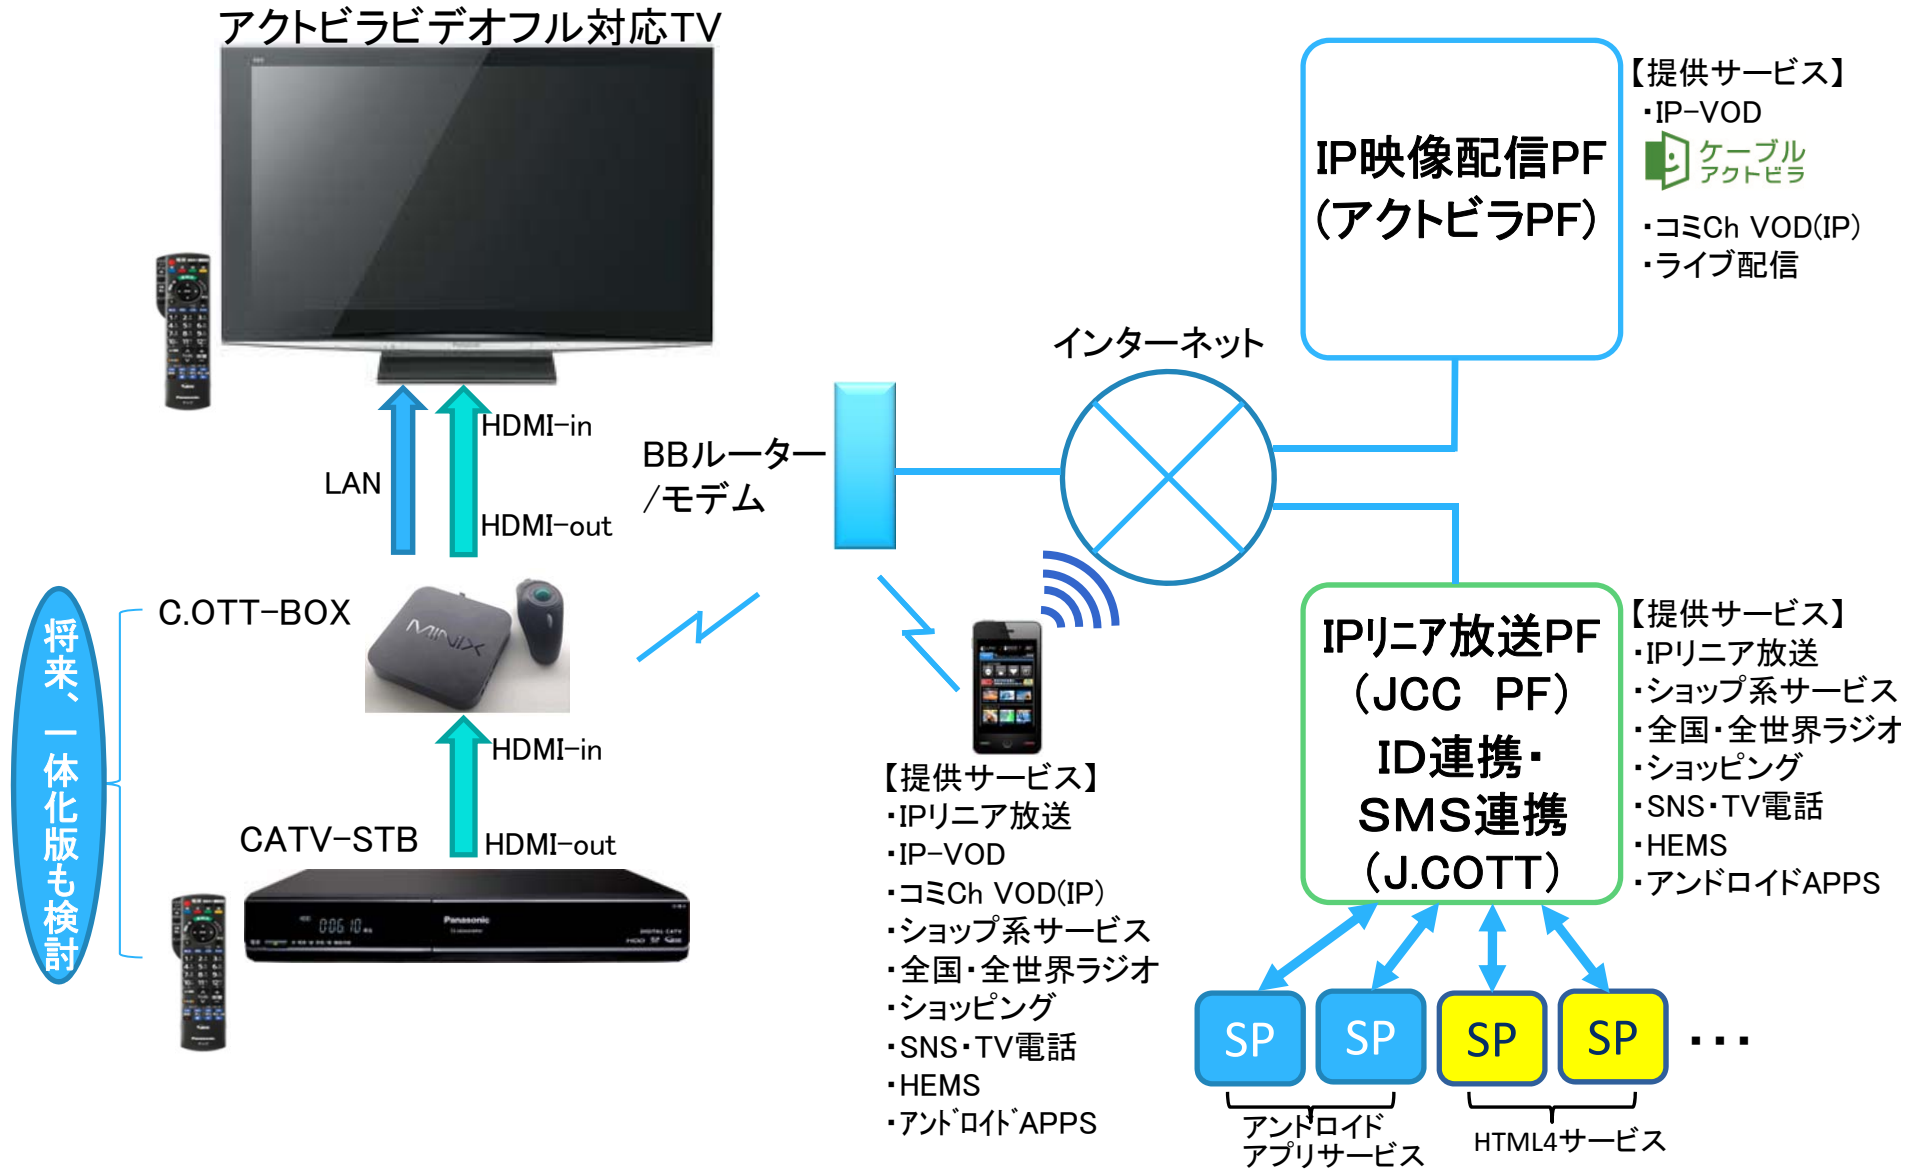 アクトビラビデオフル対応TV
HDMI-in
LAN
HDMI-out
C.OTT-BOX
MINIX
HDMI-in
CATV-STB
HDMI-out
Panasonic
将来、一体化版も検討
BBルーター
/モデム
インターネット
IP映像配信PF
(アクトビラPF)
【提供サービス】
・IP-VOD
ケーブル
アクトビラ
・コミCh VOD(IP)
・ライブ配信
【提供サービス】
・IPリニア放送
・IP-VOD
・コミCh VOD(IP)
・ショップ系サービス
・全国・全世界ラジオ
・ショッピング
・SNS・TV電話
・HEMS
・アンドロイドAPPS
IPリニア放送PF
(JCC PF)
ID連携・
SMS連携
(J.COTT)
【提供サービス】
・IPリニア放送
・ショップ系サービス
・全国・全世界ラジオ
・ショッピング
・SNS・TV電話
・HEMS
・アンドロイドAPPS
SP
SP
SP
SP
・・・
アンドロイド
アプリサービス
HTML4サービス